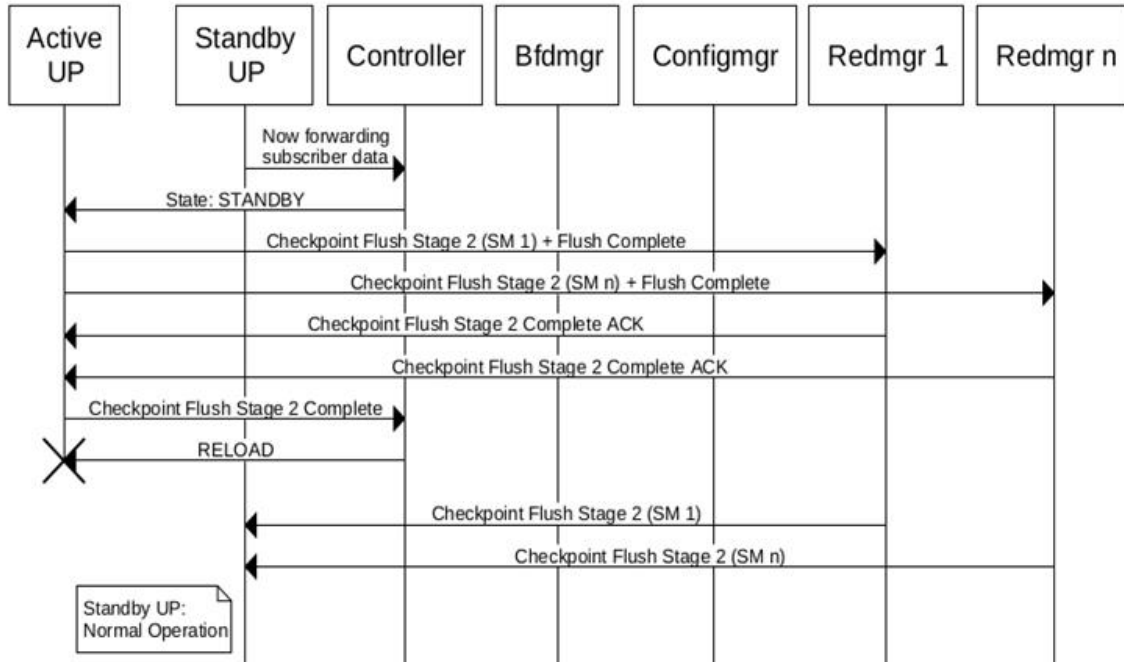 Active
UP
Standby
UP
Controller
Bfdmgr
Configmgr
Redmgr 1
Redmgr n
Now forwarding
subscriber data
State: STANDBY
Checkpoint Flush Stage 2 (SM 1) + Flush Complete
Checkpoint Flush Stage 2 (SM n) + Flush Complete
Checkpoint Flush Stage 2 Complete ACK
Checkpoint Flush Stage 2 Complete ACK
Checkpoint Flush Stage 2 Complete
RELOAD
Checkpoint Flush Stage 2 (SM 1)
Checkpoint Flush Stage 2 (SM n)
Standby UP:
Normal Operation